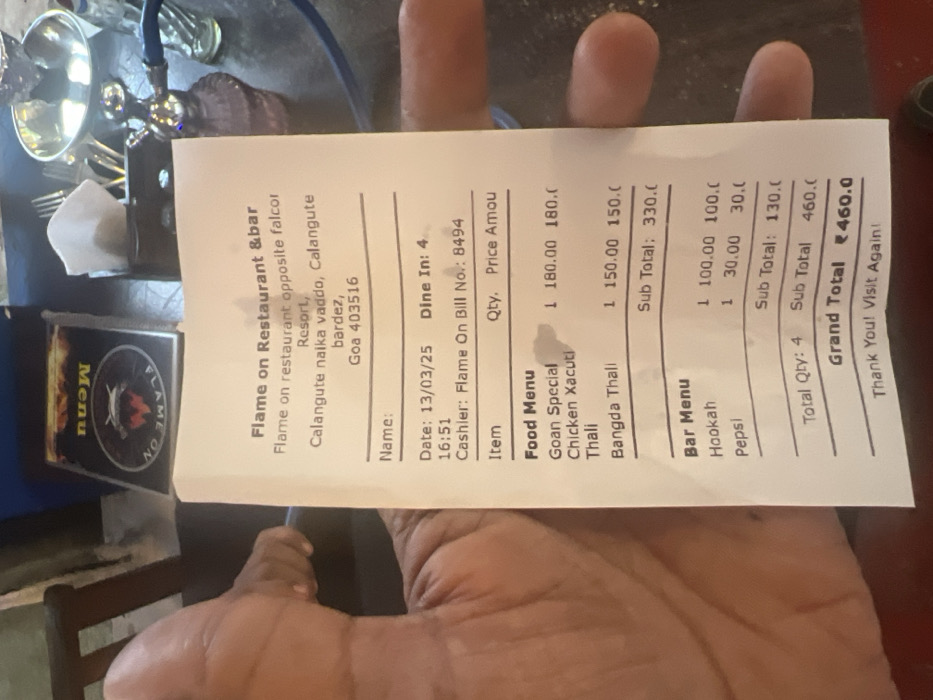 Flame on Restaurant &bar
Flame on restaurant opposite falcor
Resort,
Calangute naika vaddo, Calangute
bardez,
Goa 403516
Name:
Date: 13/03/25 Dine In: 4
16:51
Cashier: Flame On Bill No.: 8494
Item Qty. Price Amou
Food Menu
Goan Special 1 180.00 180.(
Chicken Xacuti
Thali
Bangda Thali 1 150.00 150.(
Sub Total: 330.(
Bar Menu
Hookah 1 100.00 100.(
Pepsi 1 30.00 30.(
Sub Total: 130.(
Total Qty: 4 Sub Total 460.(
Grand Total ₹460.0
Thank You! Visit Again!
Menu
FLAME ON